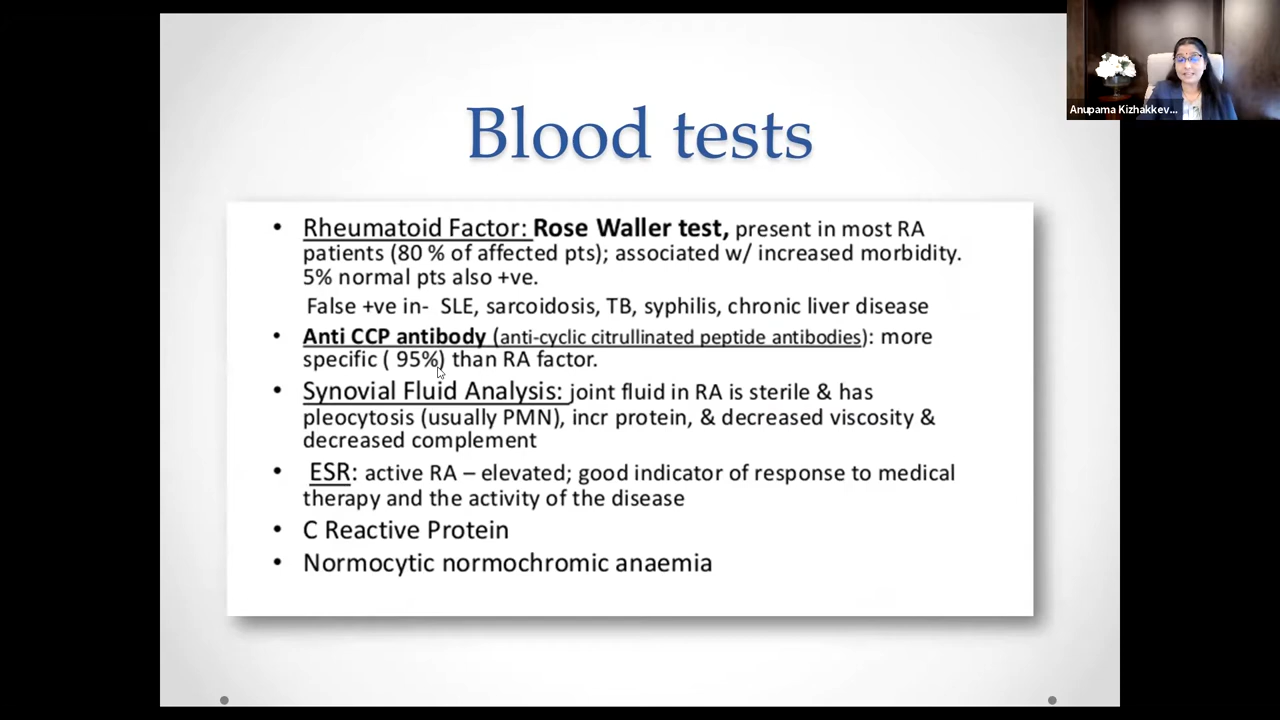 Anupama Kizhakkev...
Blood tests
• Rheumatoid Factor: Rose Waller test, present in most RA
patients (80 % of affected pts); associated w/ increased morbidity.
5% normal pts also +ve.
False +ve in- SLE, sarcoidosis, TB, syphilis, chronic liver disease
• Anti CCP antibody (anti-cyclic citrullinated peptide antibodies): more
specific ( 95%) than RA factor.
• Synovial Fluid Analysis: joint fluid in RA is sterile & has
pleocytosis (usually PMN), incr protein, & decreased viscosity &
decreased complement
• ESR: active RA – elevated; good indicator of response to medical
therapy and the activity of the disease
• C Reactive Protein
• Normocytic normochromic anaemia